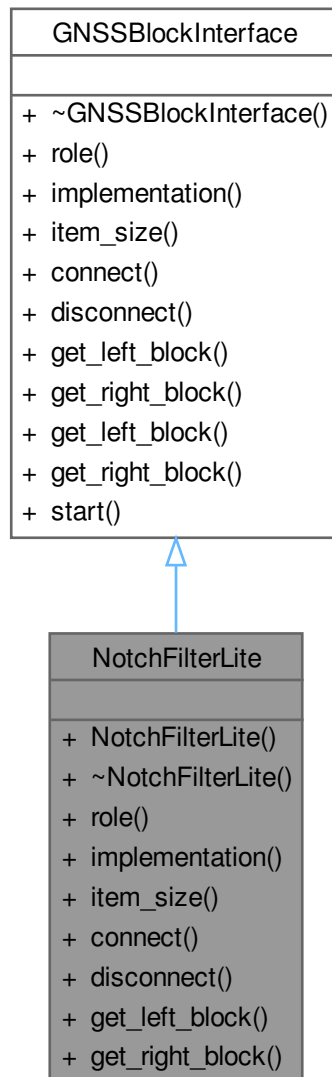 GNSSBlockInterface
+ ~GNSSBlockInterface()
+ role()
+ implementation()
+ item_size()
+ connect()
+ disconnect()
+ get_left_block()
+ get_right_block()
+ get_left_block()
+ get_right_block()
+ start()
NotchFilterLite
+ NotchFilterLite()
+ ~NotchFilterLite()
+ role()
+ implementation()
+ item_size()
+ connect()
+ disconnect()
+ get_left_block()
+ get_right_block()